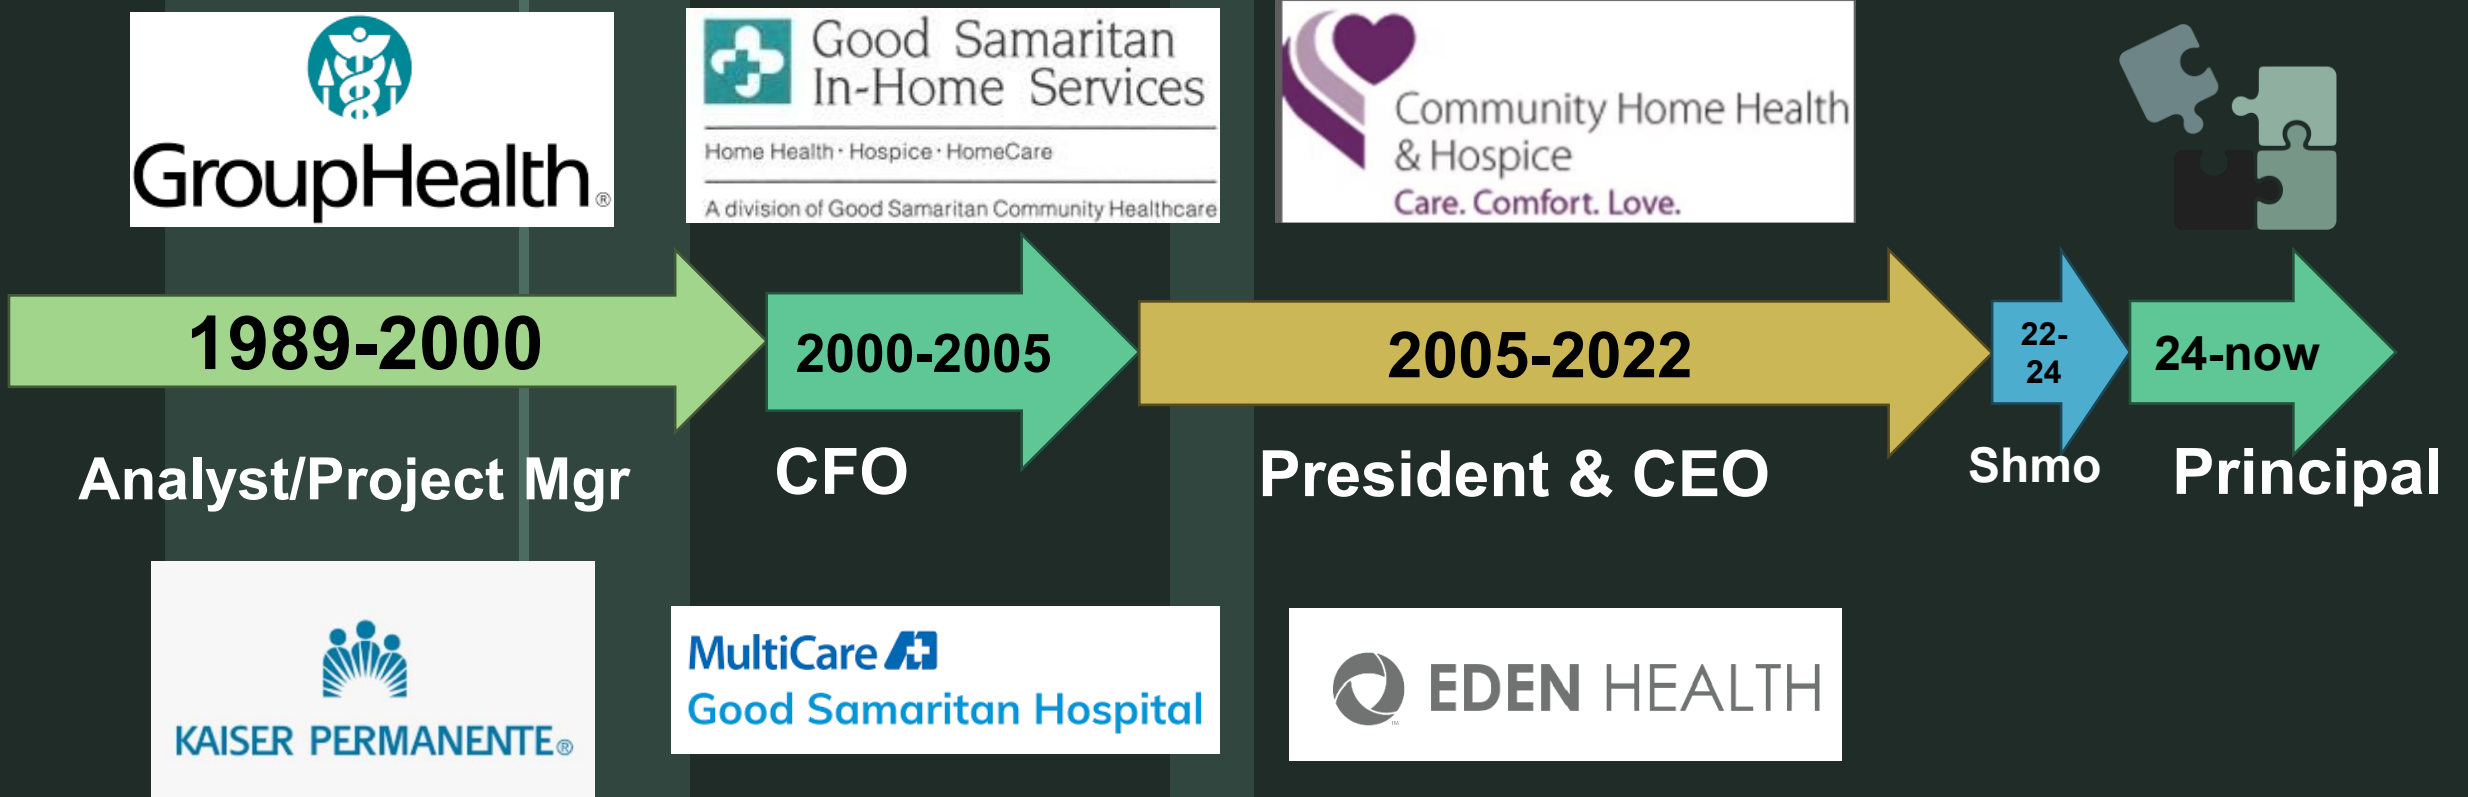 GroupHealth®
Good Samaritan
In-Home Services
Home Health · Hospice · HomeCare
A division of Good Samaritan Community Healthcare
Community Home Health
& Hospice
Care. Comfort. Love.
1989-2000
2000-2005
2005-2022
22-
24
24-now
Analyst/Project Mgr
CFO
President & CEO
Shmo
Principal
KAISER PERMANENTE®
MultiCare
Good Samaritan Hospital
EDEN HEALTH™